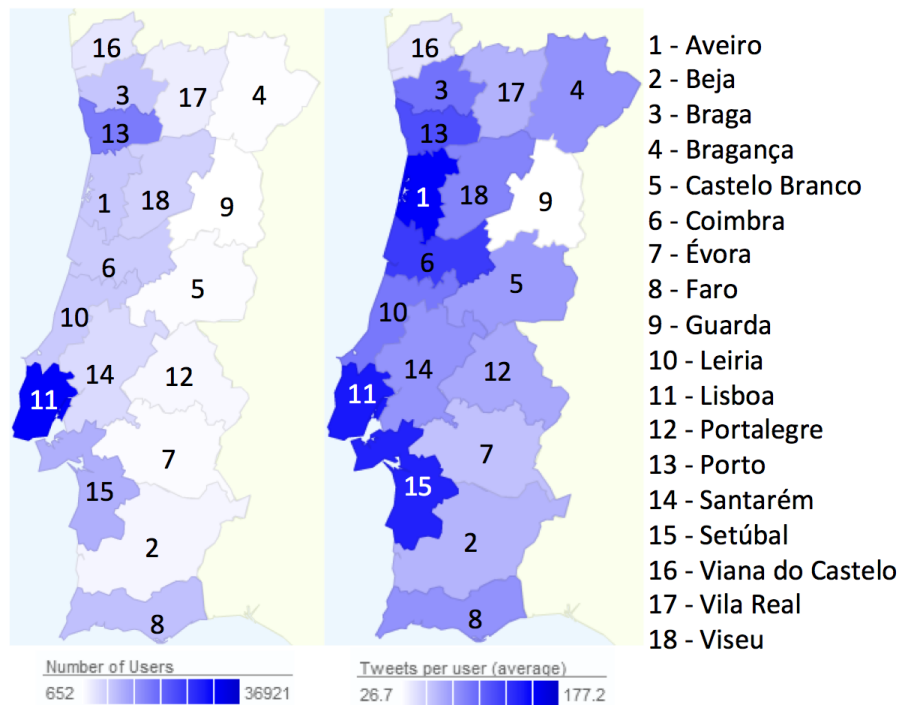 16
3
17
4
13
1
18
9
6
5
10
14
12
11
7
15
2
8
Number of Users
652 36921
16
3
17
4
13
1
18
9
6
5
10
14
12
11
7
15
2
8
Tweets per user (average)
26.7 177.2
1 - Aveiro
2 - Beja
3 - Braga
4 - Bragança
5 - Castelo Branco
6 - Coimbra
7 - Évora
8 - Faro
9 - Guarda
10 - Leiria
11 - Lisboa
12 - Portalegre
13 - Porto
14 - Santarém
15 - Setúbal
16 - Viana do Castelo
17 - Vila Real
18 - Viseu